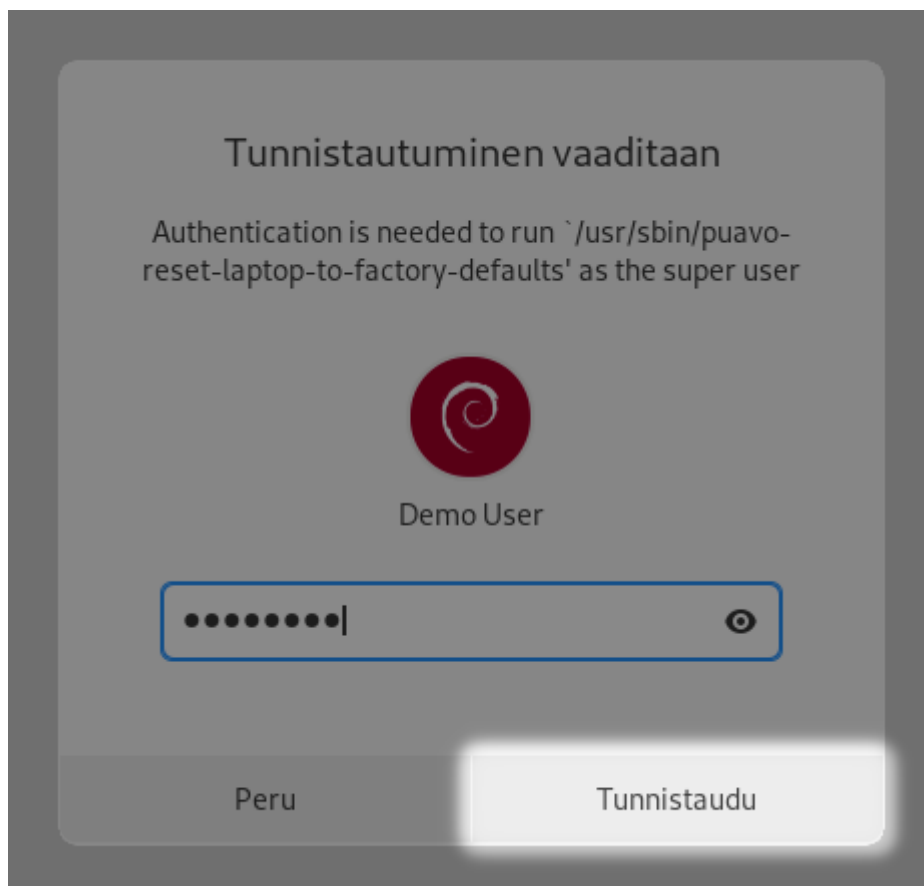 Tunnistautuminen vaaditaan
Authentication is needed to run `/usr/sbin/puavo-
reset-laptop-to-factory-defaults' as the super user
Demo User
●●●●●●●●
Peru
Tunnistaudu